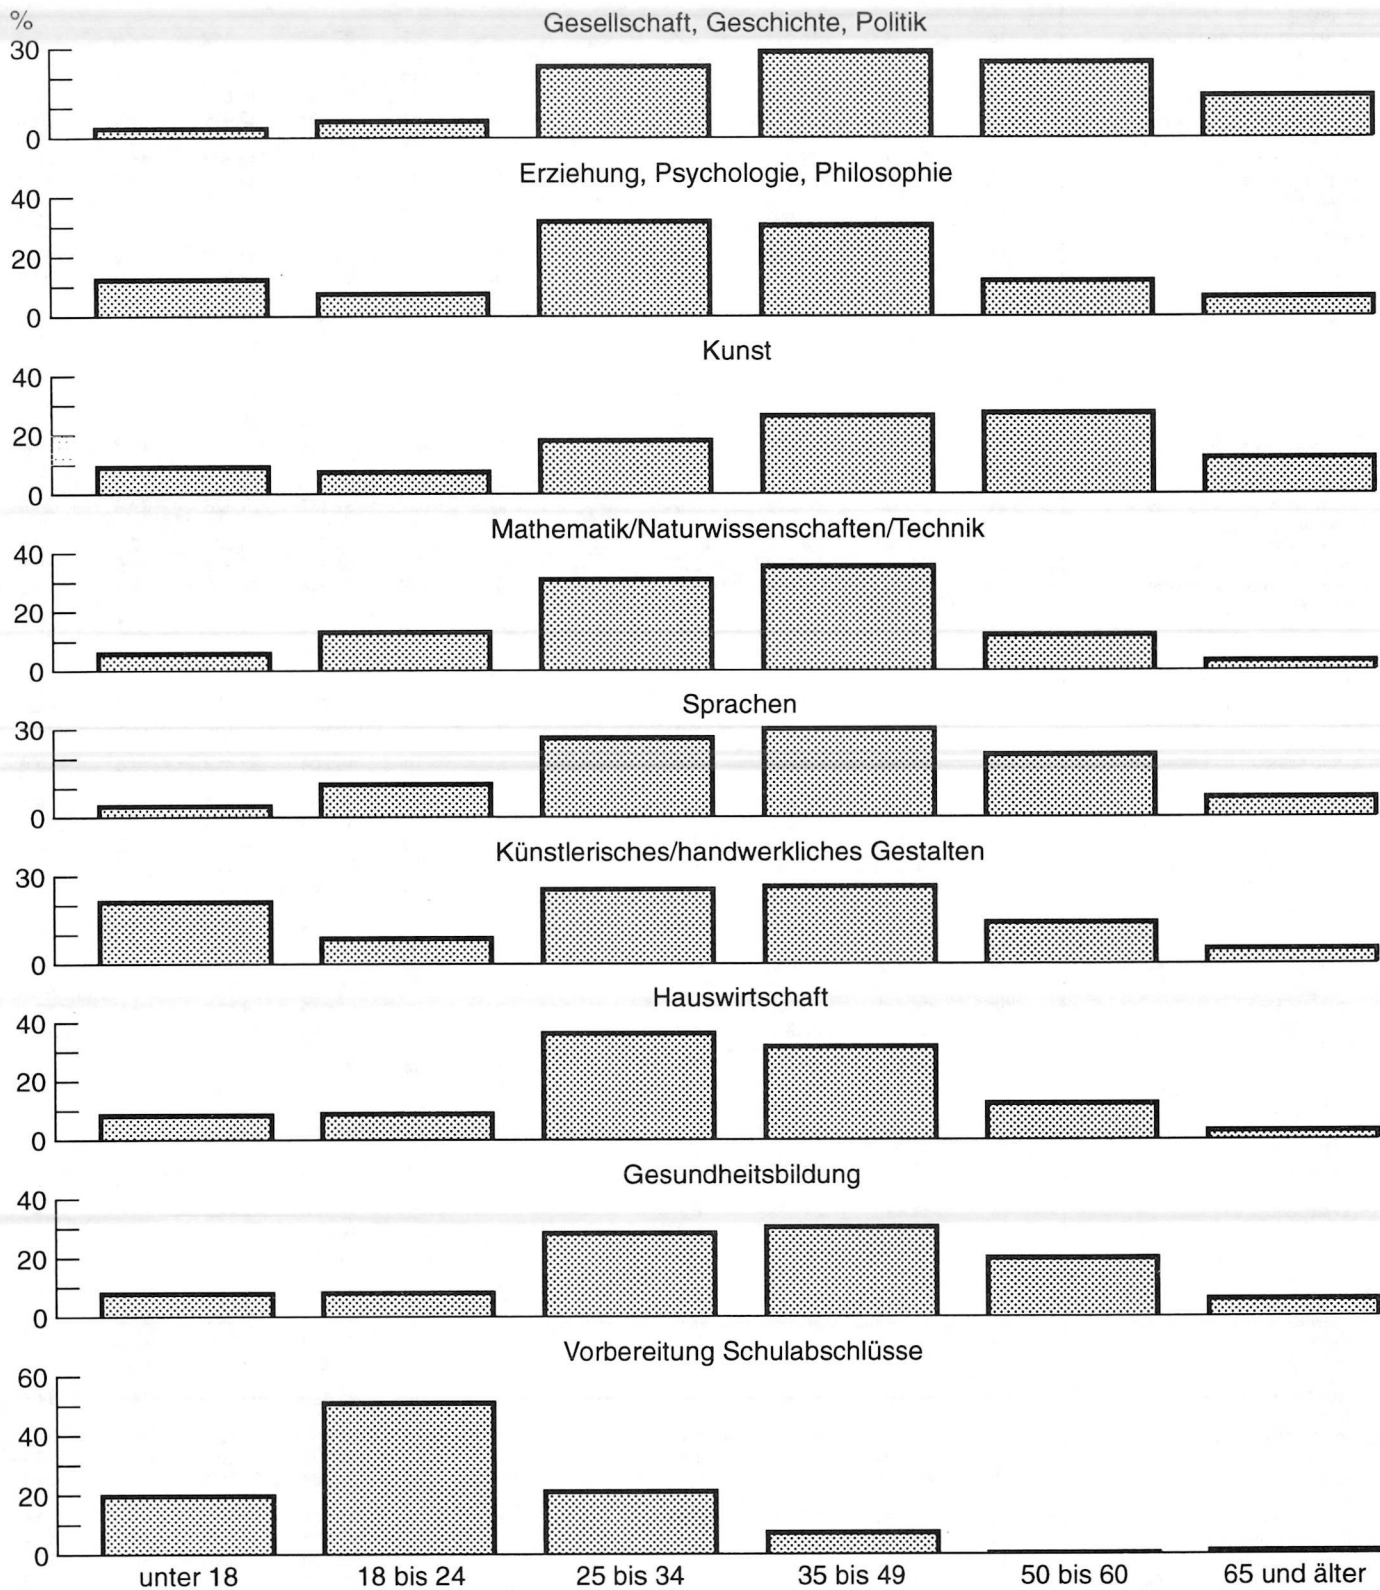 %
Gesellschaft, Geschichte, Politik
30
0
Erziehung, Psychologie, Philosophie
40
20
0
Kunst
40
20
0
Mathematik/Naturwissenschaften/Technik
40
20
0
Sprachen
30
0
Künstlerisches/handwerkliches Gestalten
30
0
Hauswirtschaft
40
20
0
Gesundheitsbildung
40
20
0
Vorbereitung Schulabschlüsse
60
40
20
0
unter 18 18 bis 24 25 bis 34 35 bis 49 50 bis 60 65 und älter